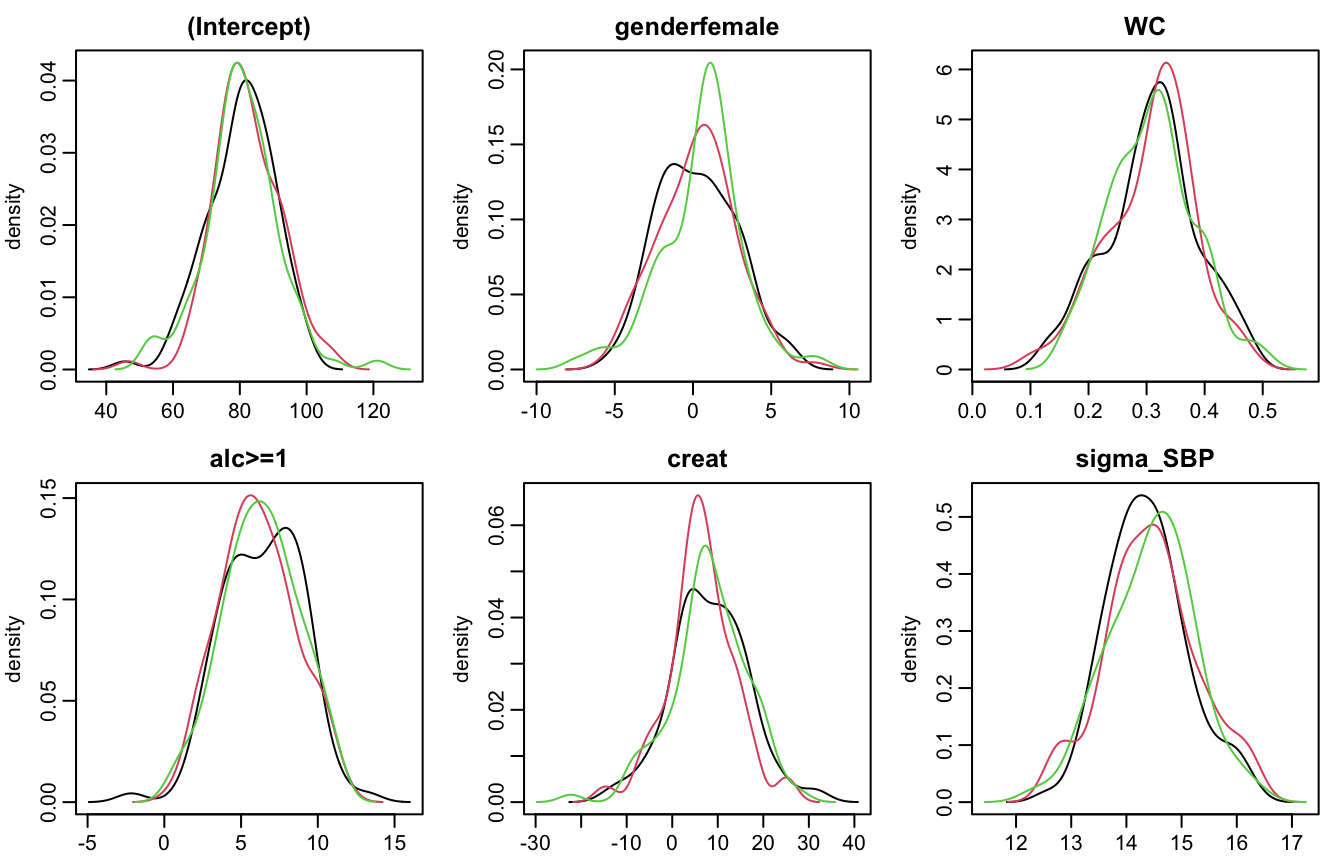 (Intercept)
density
0.00 0.01 0.02 0.03 0.04
40 60 80 100 120
genderfemale
density
0.00 0.05 0.10 0.15 0.20
-10 -5 0 5 10
WC
density
0 1 2 3 4 5 6
0.0 0.1 0.2 0.3 0.4 0.5
alc>=1
density
0.00 0.05 0.10 0.15
-5 0 5 10 15
creat
density
0.00 0.02 0.04 0.06
-30 -10 0 10 20 30 40
sigma_SBP
density
0.0 0.1 0.2 0.3 0.4 0.5
12 13 14 15 16 17